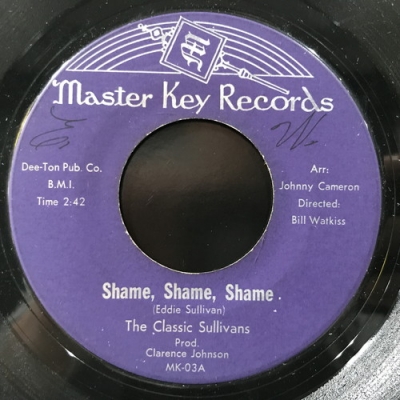 Master Key Records
Dee-Ton Pub. Co.
B.M.I.
Time 2:42
Arr:
Johnny Cameron
Directed:
Bill Watkiss
Shame, Shame, Shame
(Eddie Sullivan)
The Classic Sullivans
Prod.
Clarence Johnson
MK-03A